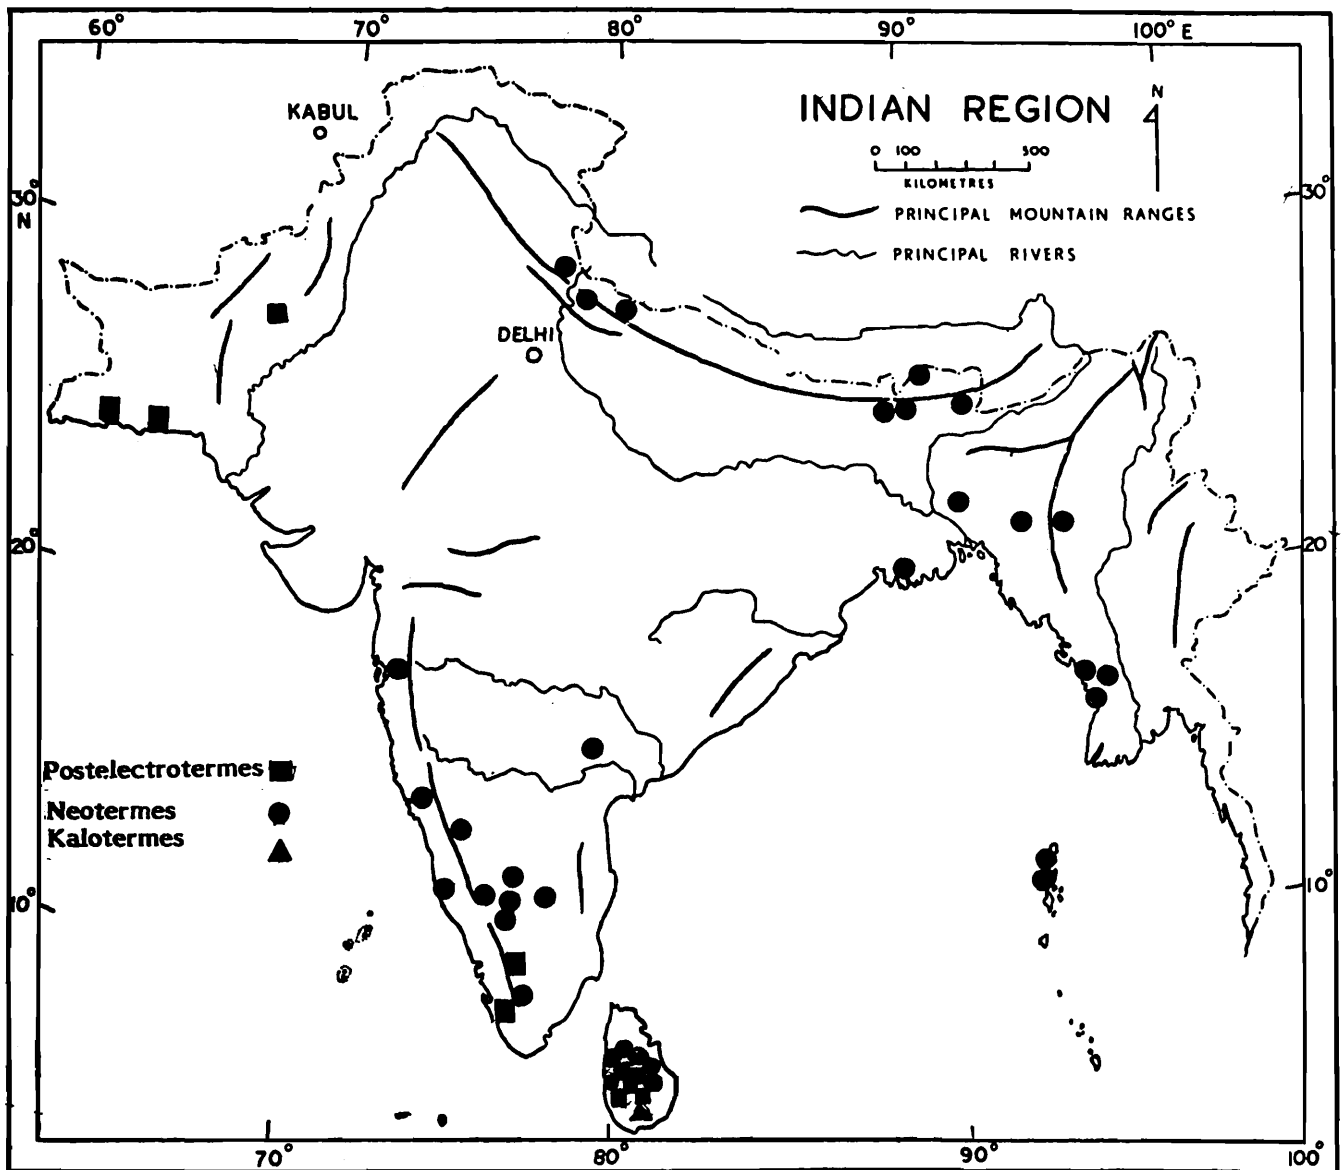 60° 70° 80° 90° 100° E
KABUL
INDIAN REGION N
0 100 500
KILOMETRES
30° 30°
N
PRINCIPAL MOUNTAIN RANGES
PRINCIPAL RIVERS
DELHI
20° 20°
Postelectrotermes
Neotermes
Kalotermes
10° 10°
70° 80° 90° 100°